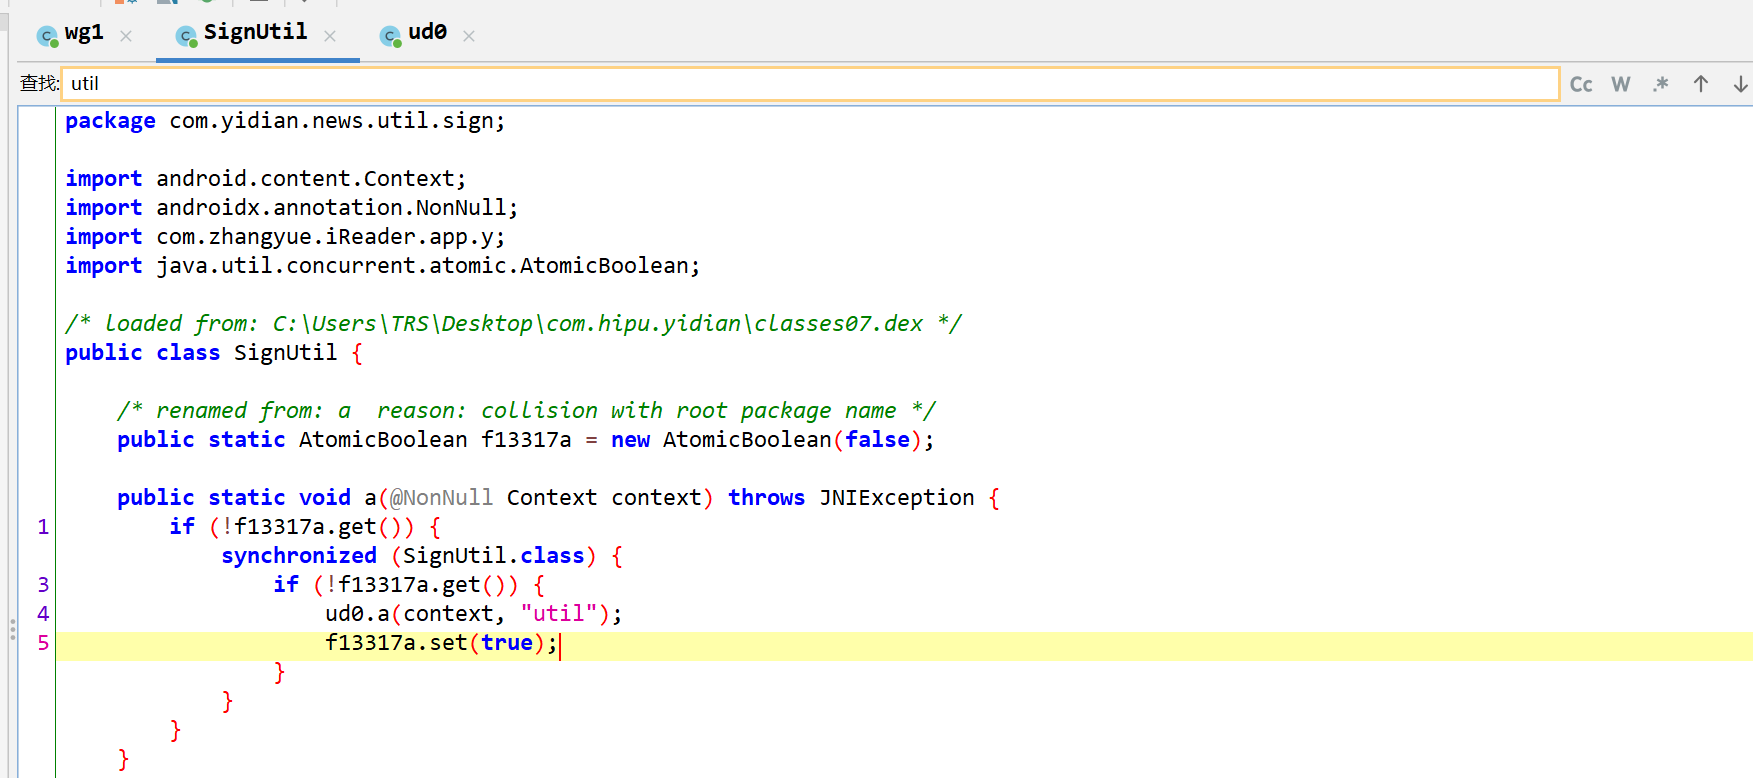 wg1 SignUtil ud0
查找: util Cc W .*
package com.yidian.news.util.sign;
import android.content.Context;
import androidx.annotation.NonNull;
import com.zhangyue.iReader.app.y;
import java.util.concurrent.atomic.AtomicBoolean;
/* loaded from: C:\Users\TRS\Desktop\com.hipu.yidian\classes07.dex */
public class SignUtil {
/* renamed from: a  reason: collision with root package name */
public static AtomicBoolean f13317a = new AtomicBoolean(false);
public static void a(@NonNull Context context) throws JNIException {
1 if (!f13317a.get()) {
synchronized (SignUtil.class) {
3 if (!f13317a.get()) {
4 ud0.a(context, "util");
5 f13317a.set(true);
}
}
}
}